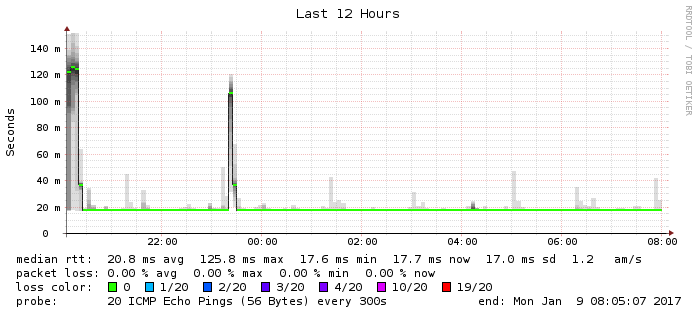 Last 12 Hours
RRDTOOL / TOBI OETIKER
Seconds
140 m
120 m
100 m
80 m
60 m
40 m
20 m
0
22:00 00:00 02:00 04:00 06:00 08:00
median rtt: 20.8 ms avg 125.8 ms max 17.6 ms min 17.7 ms now 17.0 ms sd 1.2 am/s
packet loss: 0.00 % avg 0.00 % max 0.00 % min 0.00 % now
loss color: 0 1/20 2/20 3/20 4/20 10/20 19/20
probe: 20 ICMP Echo Pings (56 Bytes) every 300s end: Mon Jan 9 08:05:07 2017